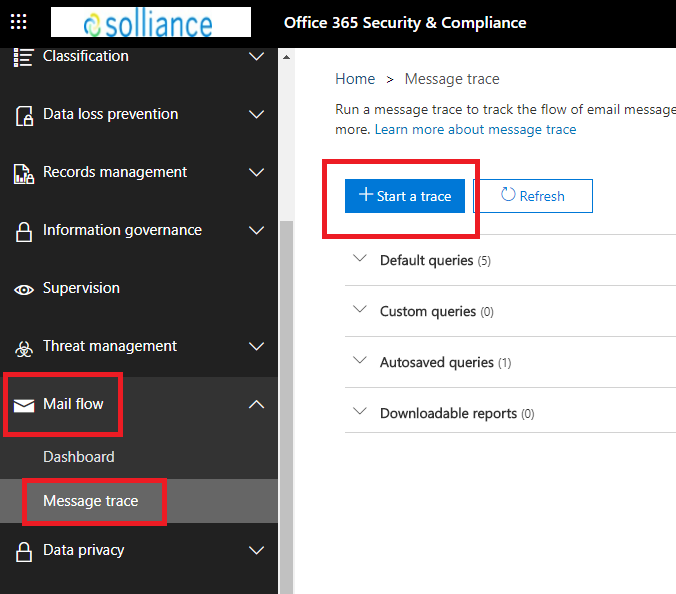 solliance
Office 365 Security & Compliance
Classification
Data loss prevention
Records management
Information governance
Supervision
Threat management
Mail flow
Dashboard
Message trace
Data privacy
Home > Message trace
Run a message trace to track the flow of email message
more. Learn more about message trace
+ Start a trace
Refresh
Default queries (5)
Custom queries (0)
Autosaved queries (1)
Downloadable reports (0)